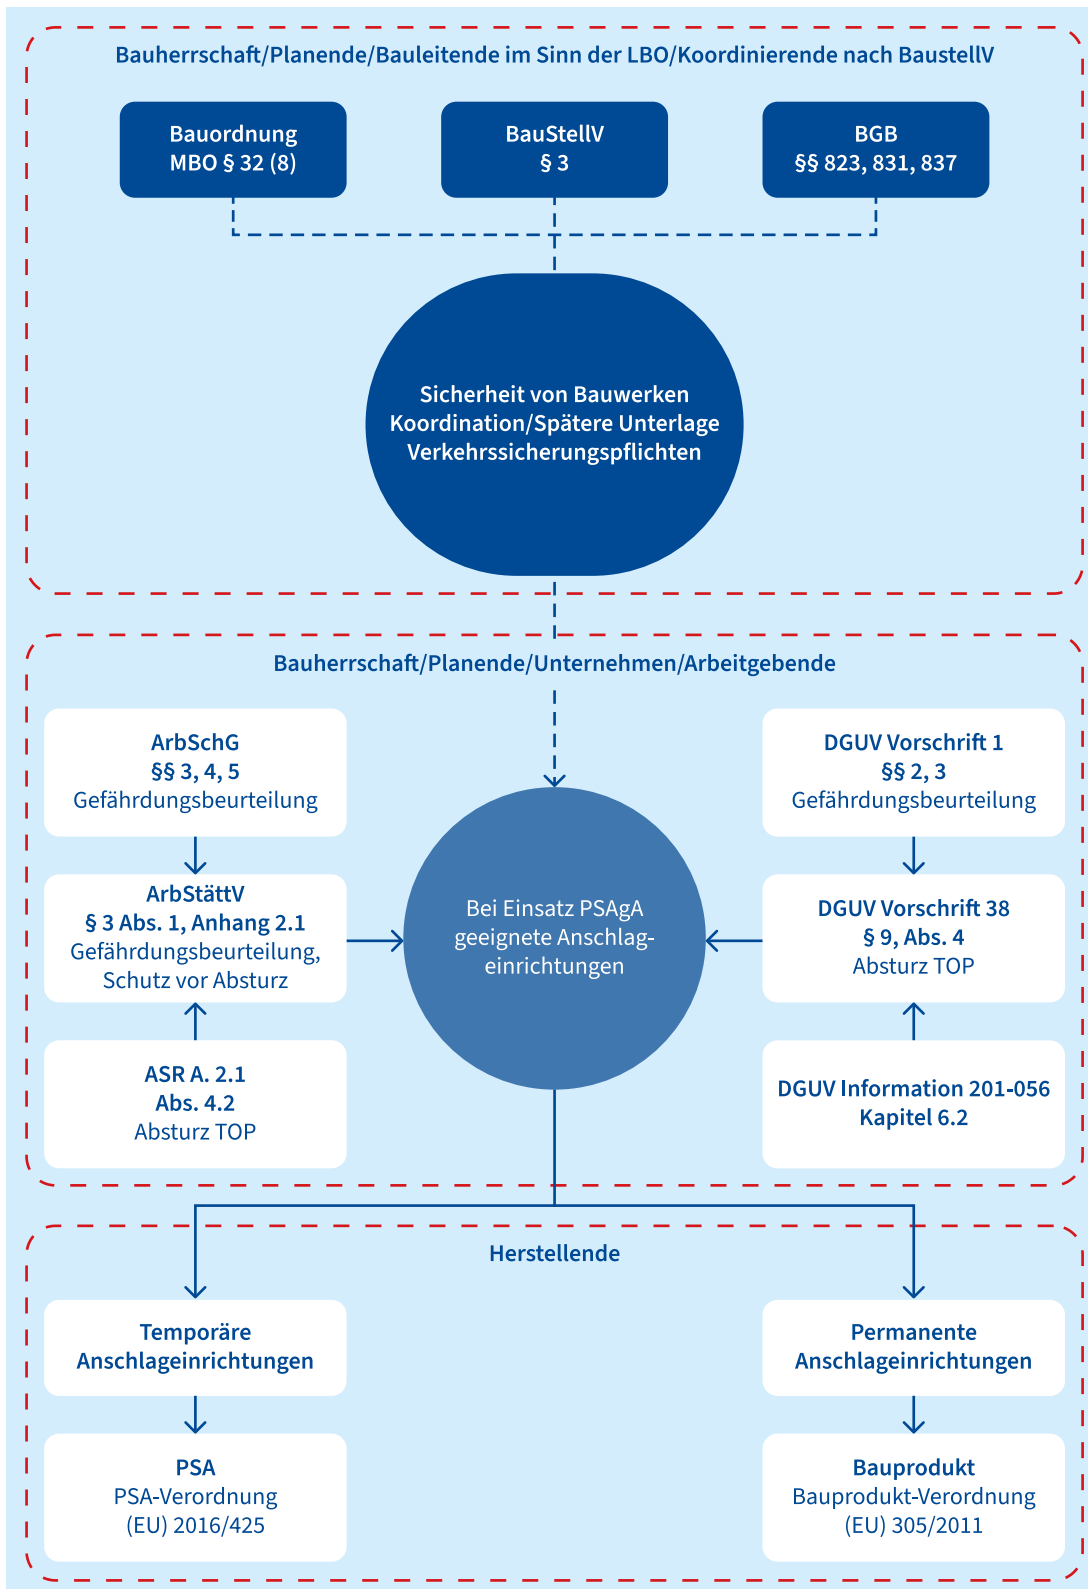 Bauherrschaft/Planende/Bauleitende im Sinn der LBO/Koordinierende nach BaustellV
Bauordnung
MBO § 32 (8)
BauStellV
§ 3
BGB
§§ 823, 831, 837
Sicherheit von Bauwerken
Koordination/Spätere Unterlage
Verkehrssicherungspflichten
Bauherrschaft/Planende/Unternehmen/Arbeitgebende
ArbSchG
§§ 3, 4, 5
Gefährdungsbeurteilung
ArbStättV
§ 3 Abs. 1, Anhang 2.1
Gefährdungsbeurteilung,
Schutz vor Absturz
ASR A. 2.1
Abs. 4.2
Absturz TOP
Bei Einsatz PSAgA
geeignete Anschlag-
einrichtungen
DGUV Vorschrift 1
§§ 2, 3
Gefährdungsbeurteilung
DGUV Vorschrift 38
§ 9, Abs. 4
Absturz TOP
DGUV Information 201-056
Kapitel 6.2
Herstellende
Temporäre
Anschlageinrichtungen
PSA
PSA-Verordnung
(EU) 2016/425
Permanente
Anschlageinrichtungen
Bauprodukt
Bauprodukt-Verordnung
(EU) 305/2011